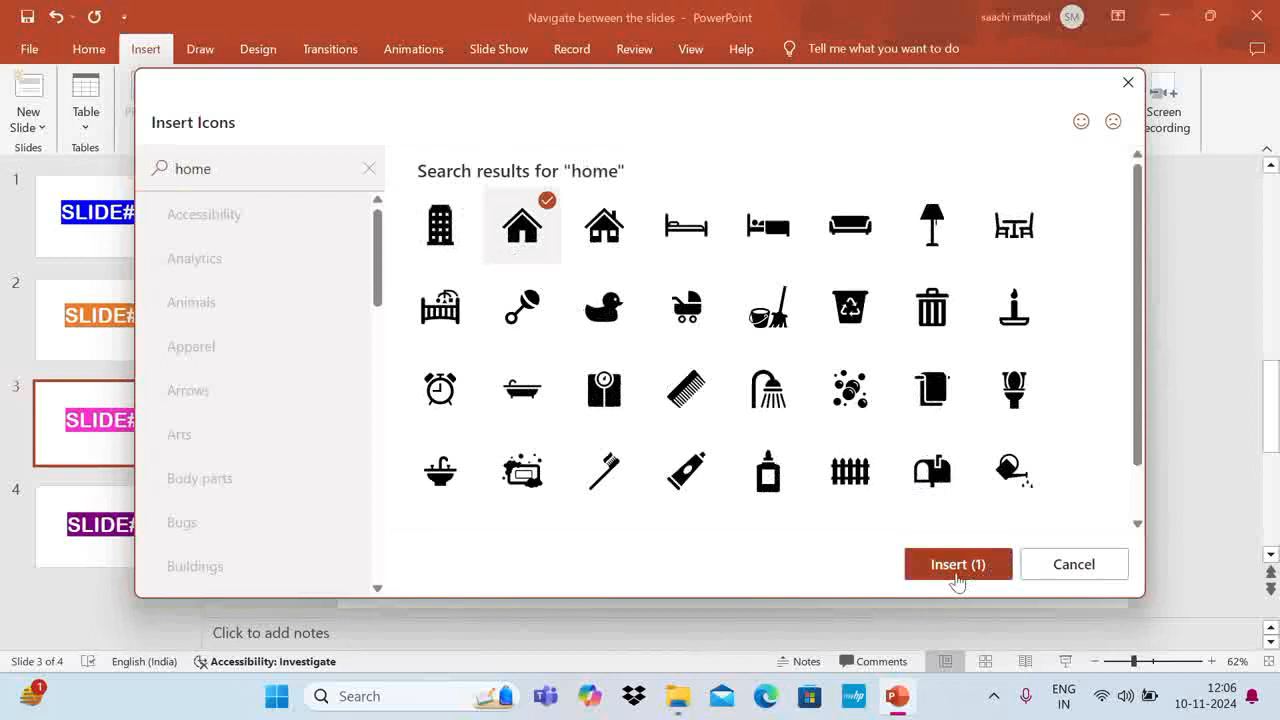 Navigate between the slides - PowerPoint
saachi mathpal
SM
File
Home
Insert
Draw
Design
Transitions
Animations
Slide Show
Record
Review
View
Help
Tell me what you want to do
New
Slide
Slides
Table
Tables
Screen
Recording
Insert Icons
home
Search results for "home"
Accessibility
Analytics
Animals
Apparel
Arrows
Arts
Body parts
Bugs
Buildings
Insert (1)
Cancel
1
SLIDE#
2
SLIDE#
3
SLIDE#
4
SLIDE#
Click to add notes
Slide 3 of 4
English (India)
Accessibility: Investigate
Notes
Comments
62%
1
Search
ENG
IN
12:06
10-11-2024